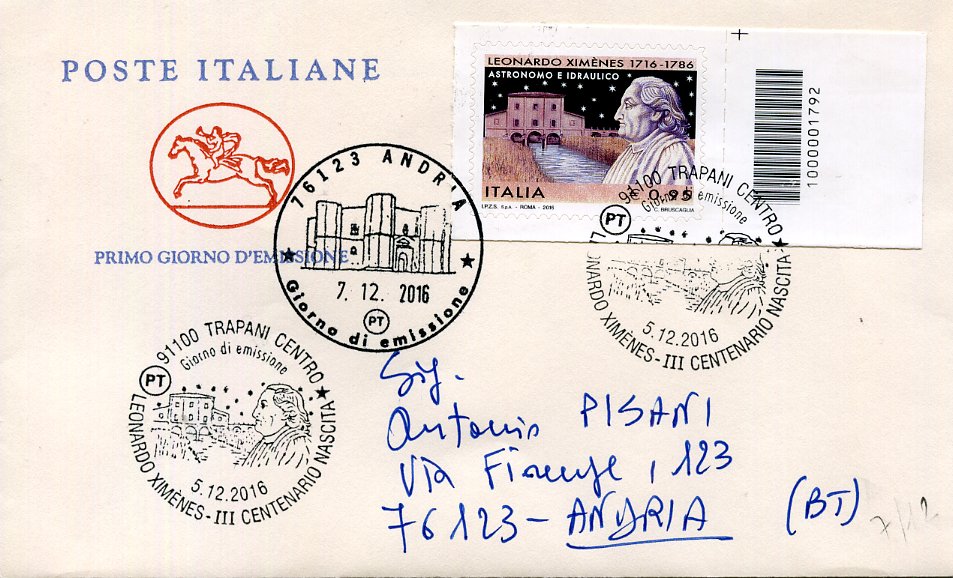 POSTE ITALIANE
PRIMO GIORNO D'EMISSIONE
LEONARDO XIMÈNES 1716-1786
ASTRONOMO E IDRAULICO
ITALIA € 0,95
I.P.Z.S. S.p.A. - ROMA - 2016
C. BRUSCAGLIA
1000001792
76123 ANDRIA
7. 12. 2016
PT
Giorno di emissione
91100 TRAPANI CENTRO
Giorno di emissione
PT
5.12.2016
LEONARDO XIMÈNES - III CENTENARIO NASCITA
91100 TRAPANI CENTRO
Giorno di emissione
PT
5.12.2016
LEONARDO XIMÈNES - III CENTENARIO NASCITA
Sig.
Antonio PISANI
Via Firenze, 123
76123 - ANDRIA (BT)
7/12